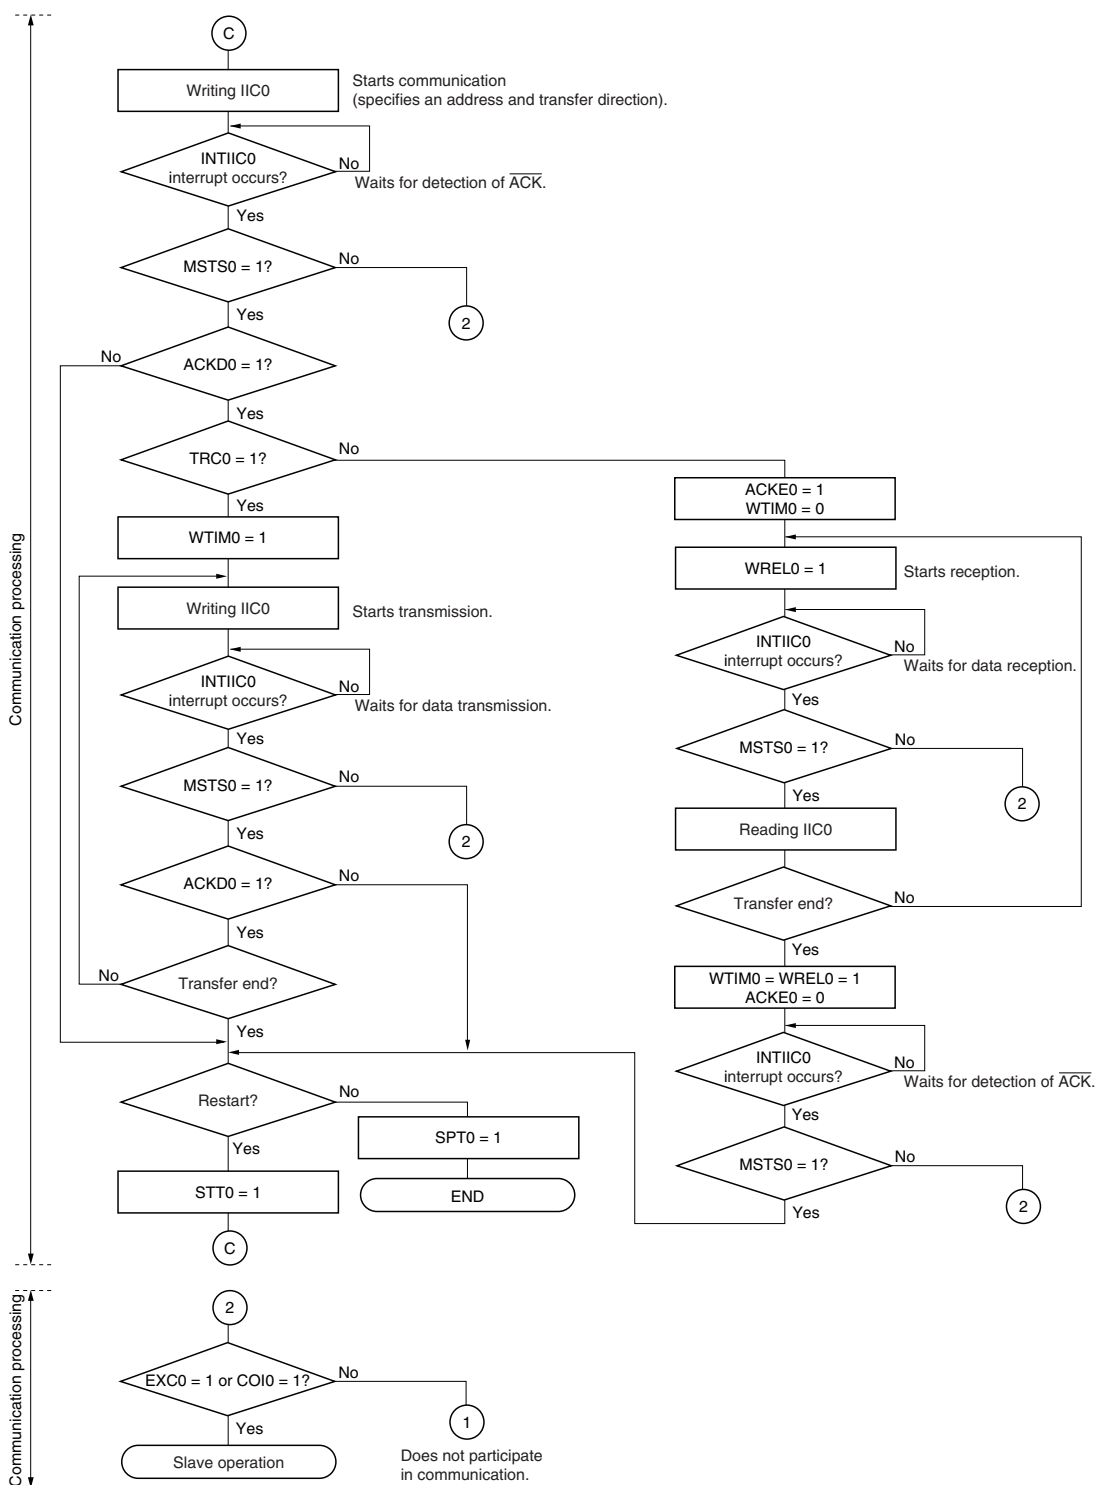 C
Writing IIC0
Starts communication
(specifies an address and transfer direction).
INTIIC0
interrupt occurs?
No
Waits for detection of ACK.
Yes
MSTS0 = 1?
No
2
Yes
No
ACKD0 = 1?
Yes
TRC0 = 1?
No
Yes
WTIM0 = 1
Writing IIC0
Starts transmission.
INTIIC0
interrupt occurs?
No
Waits for data transmission.
Yes
MSTS0 = 1?
No
2
Yes
ACKD0 = 1?
No
Yes
No
Transfer end?
Yes
Restart?
No
SPT0 = 1
END
Yes
STT0 = 1
C
ACKE0 = 1
WTIM0 = 0
WREL0 = 1
Starts reception.
INTIIC0
interrupt occurs?
No
Waits for data reception.
Yes
MSTS0 = 1?
No
2
Yes
Reading IIC0
Transfer end?
No
Yes
WTIM0 = WREL0 = 1
ACKE0 = 0
INTIIC0
interrupt occurs?
No
Waits for detection of ACK.
Yes
MSTS0 = 1?
No
2
Yes
Communication processing
2
EXC0 = 1 or COI0 = 1?
No
1
Does not participate
in communication.
Yes
Slave operation
Communication processing